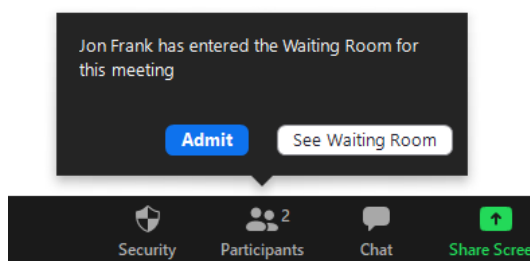 Jon Frank has entered the Waiting Room for
this meeting
Admit See Waiting Room
2
Security Participants Chat Share Scree